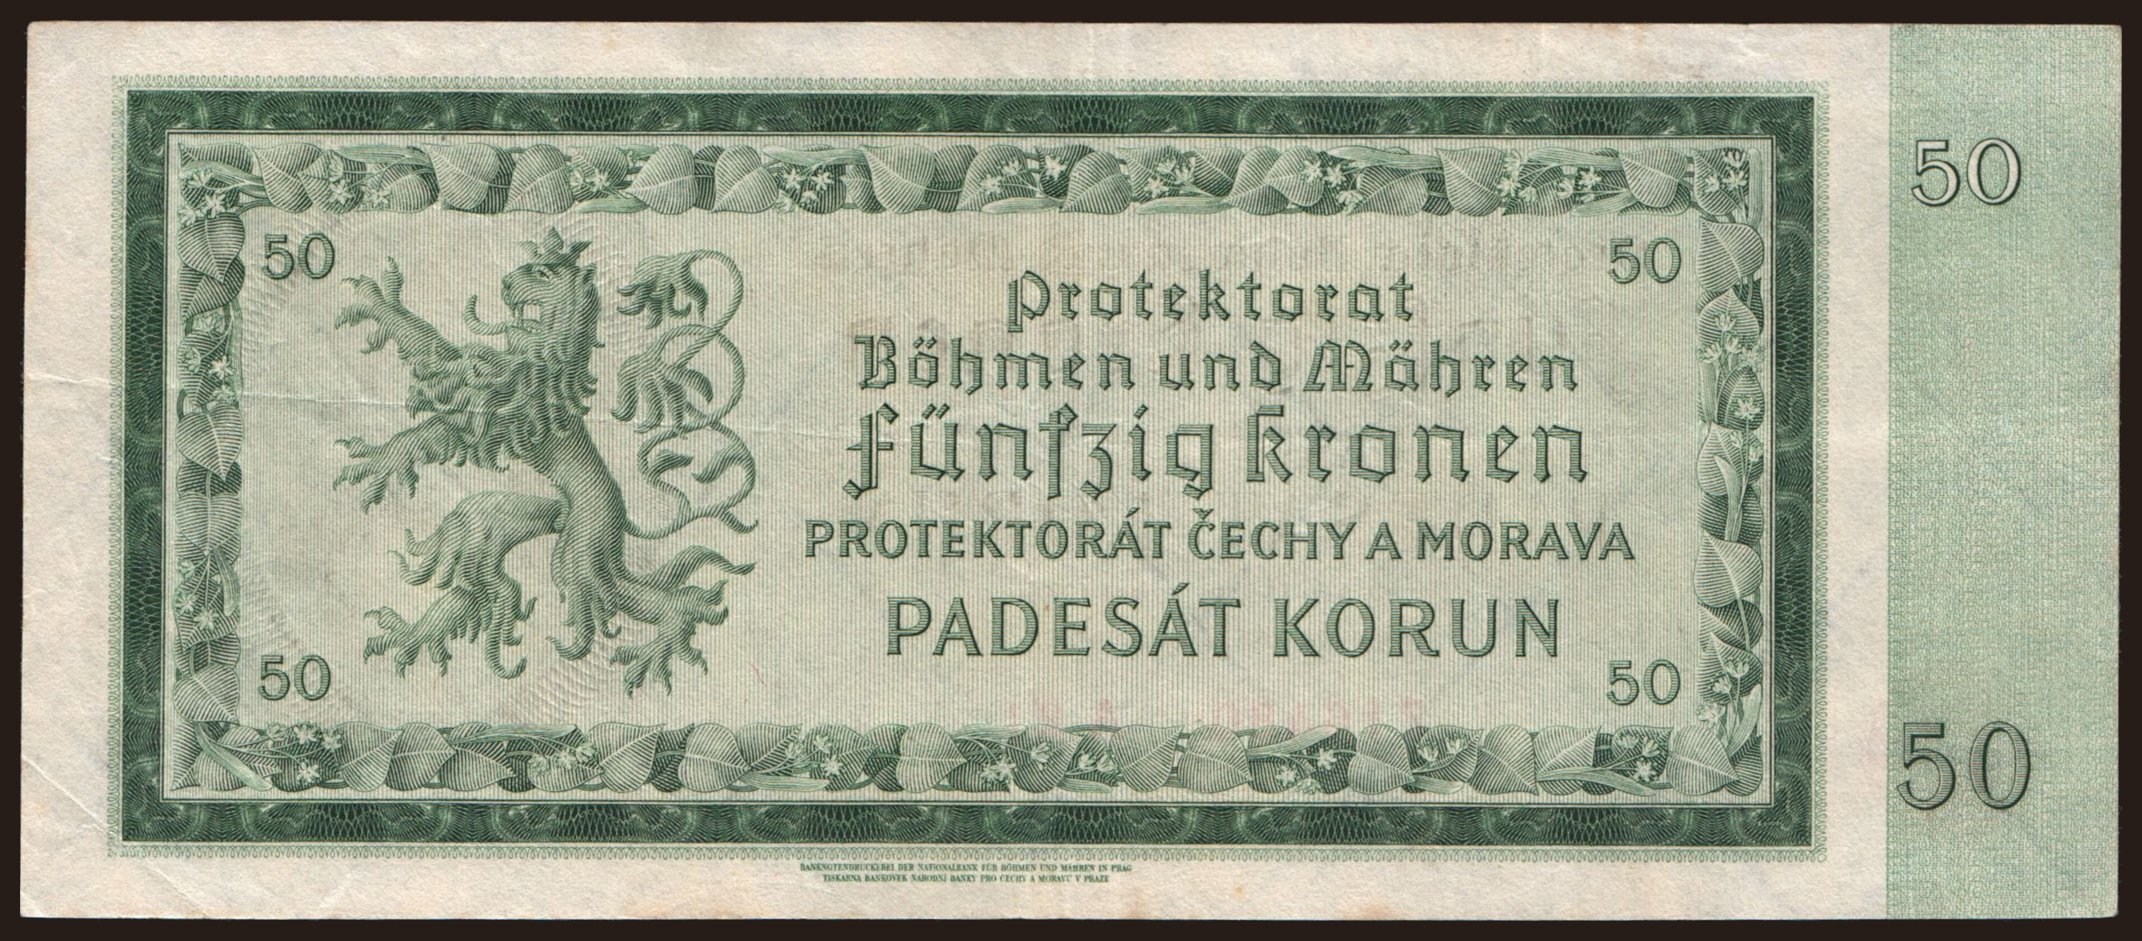 50
50
50
Protektorat
Böhmen und Mähren
Fünfzig Kronen
PROTEKTORÁT ČECHY A MORAVA
PADESÁT KORUN
50
50
50
BANKNOTENDRUCKEREI DER NATIONALBANK FÜR BÖHMEN UND MÄHREN IN PRAG
TISKÁRNA BANKOVEK NÁRODNÍ BANKY PRO ČECHY A MORAVU V PRAZE